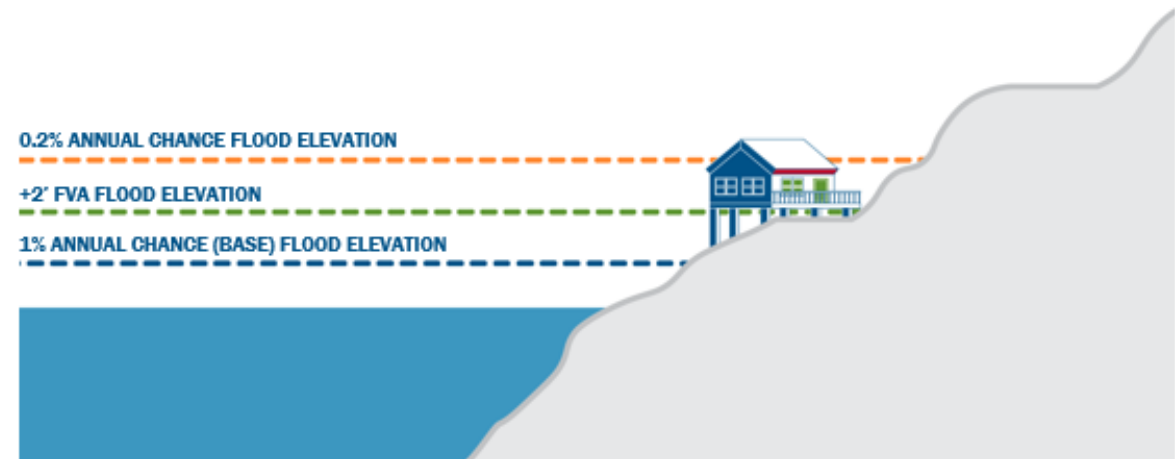 0.2% ANNUAL CHANCE FLOOD ELEVATION
+2' FVA FLOOD ELEVATION
1% ANNUAL CHANCE (BASE) FLOOD ELEVATION